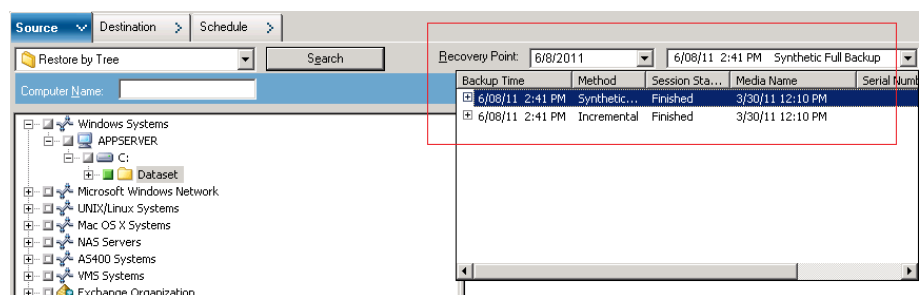 Source Destination Schedule
Restore by Tree Search Recovery Point: 6/8/2011 6/08/11 2:41 PM Synthetic Full Backup
Computer Name:
Backup Time Method Session Sta... Media Name Serial Numb
6/08/11 2:41 PM Synthetic... Finished 3/30/11 12:10 PM
6/08/11 2:41 PM Incremental Finished 3/30/11 12:10 PM
Windows Systems
APPSERVER
C:
Dataset
Microsoft Windows Network
UNIX/Linux Systems
Mac OS X Systems
NAS Servers
AS400 Systems
VMS Systems
Exchange Organization